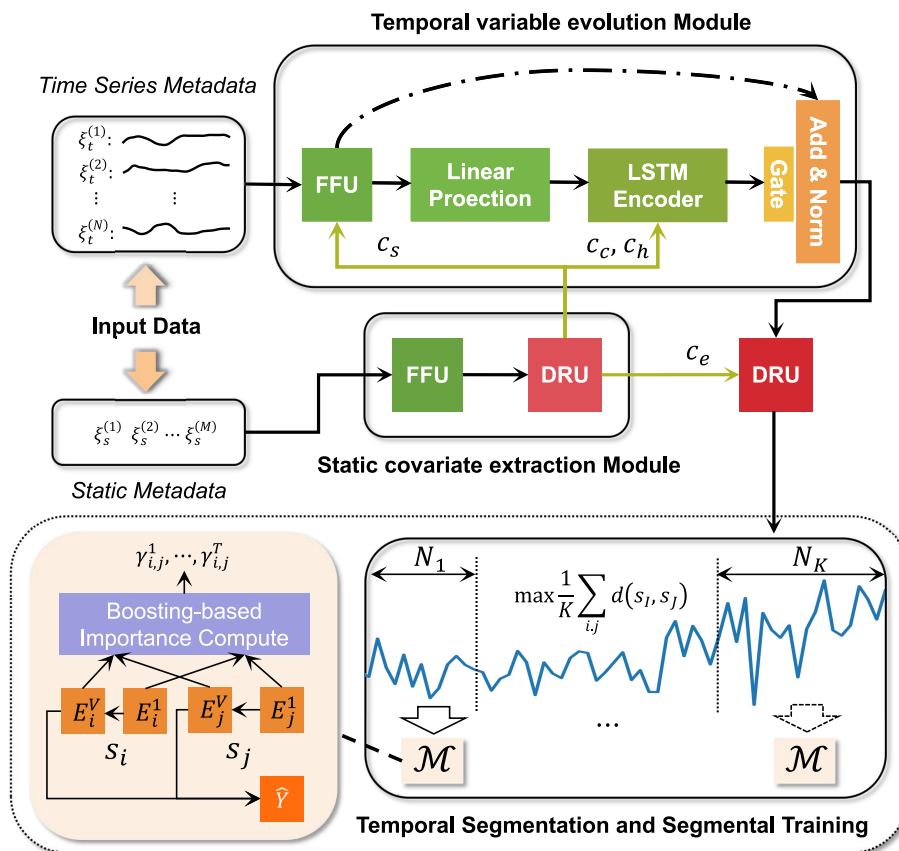 Temporal variable evolution Module
Time Series Metadata
ξ_t^(1):
ξ_t^(2):
⋮ ⋮
ξ_t^(N):
FFU
Linear
Proection
LSTM
Encoder
Gate
Add & Norm
c_s
c_c, c_h
Input Data
FFU
DRU
c_e
DRU
ξ_s^(1) ξ_s^(2) ⋯ ξ_s^(M)
Static covariate extraction Module
Static Metadata
γ_{i,j}^1, ⋯, γ_{i,j}^T
Boosting-based
Importance Compute
E_i^V E_i^1 E_j^V E_j^1
s_i s_j
Ŷ
N_1
max 1/K ∑_{i.j} d(s_I, s_J)
N_K
...
ℳ
ℳ
Temporal Segmentation and Segmental Training